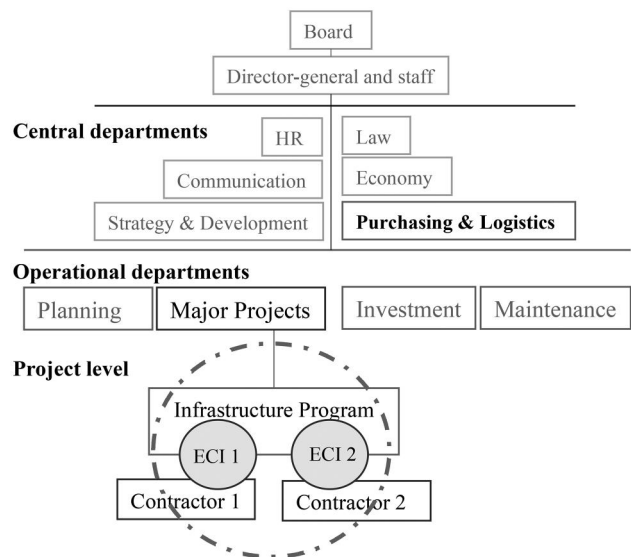 Board
Director-general and staff
Central departments
HR
Law
Communication
Economy
Strategy & Development
Purchasing & Logistics
Operational departments
Planning
Major Projects
Investment
Maintenance
Project level
Infrastructure Program
ECI 1
ECI 2
Contractor 1
Contractor 2